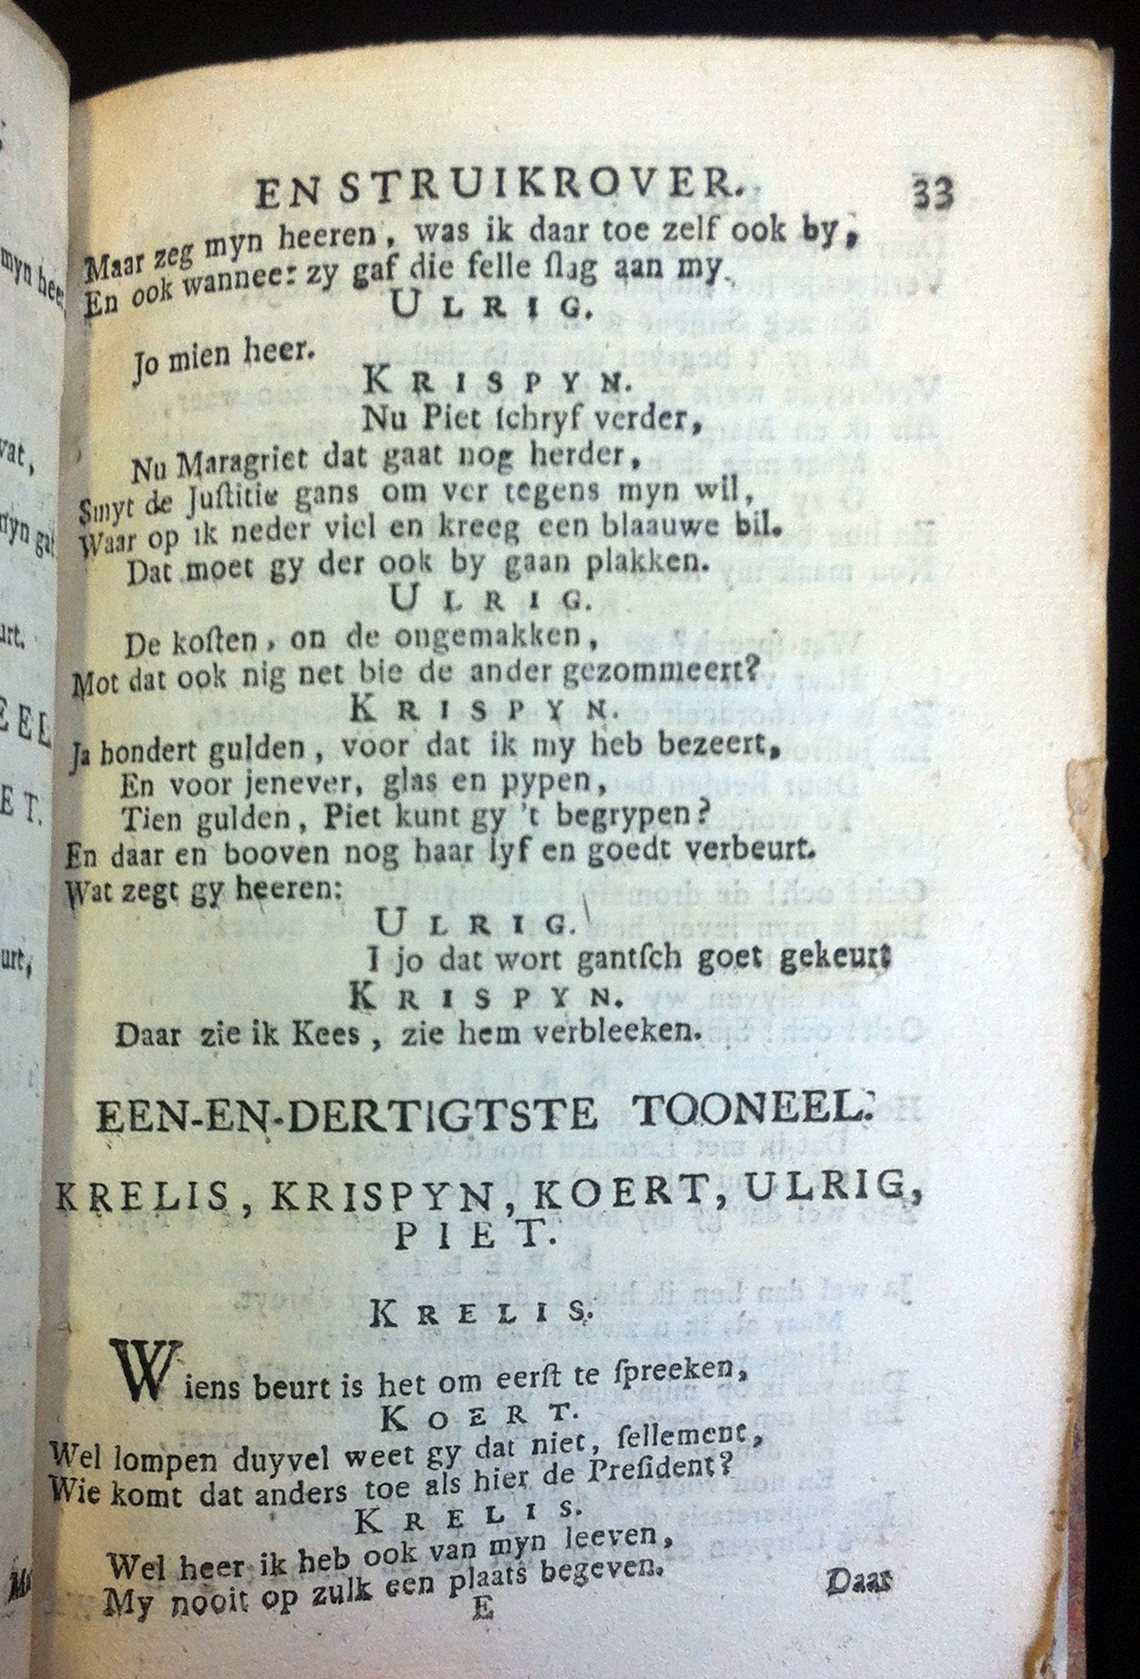 EN STRUIKROVER. 33
Maar zeg myn heeren, was ik daar toe zelf ook by,
En ook wanneer zy gaf die felle ſlag aan my.
ULRIG.
Jo mien heer.
KRISPYN.
Nu Piet ſchryf verder,
Nu Maragriet dat gaat nog herder,
Smyt de Juſtitie gans om ver tegens myn wil,
Waar op ik neder viel en kreeg een blaauwe bil.
Dat moet gy der ook by gaan plakken.
ULRIG.
De koſten, on de ongemakken,
Mot dat ook nig net bie de ander gezommeert?
KRISPYN.
Ja hondert gulden, voor dat ik my heb bezeert,
En voor jenever, glas en pypen,
Tien gulden, Piet kunt gy 't begrypen?
En daar en booven nog haar lyf en goedt verbeurt.
Wat zegt gy heeren:
ULRIG.
I jo dat wort gantſch goet gekeurt
KRISPYN.
Daar zie ik Kees, zie hem verbleeken.
EEN-EN-DERTIGTSTE TOONEEL.
KRELIS, KRISPYN, KOERT, ULRIG,
PIET.
KRELIS.
Wiens beurt is het om eerſt te ſpreeken,
KOERT.
Wel lompen duyvel weet gy dat niet, ſellement,
Wie komt dat anders toe als hier de Preſident?
KRELIS.
Wel heer ik heb ook van myn leeven,
My nooit op zulk een plaats begeven.
E Daar